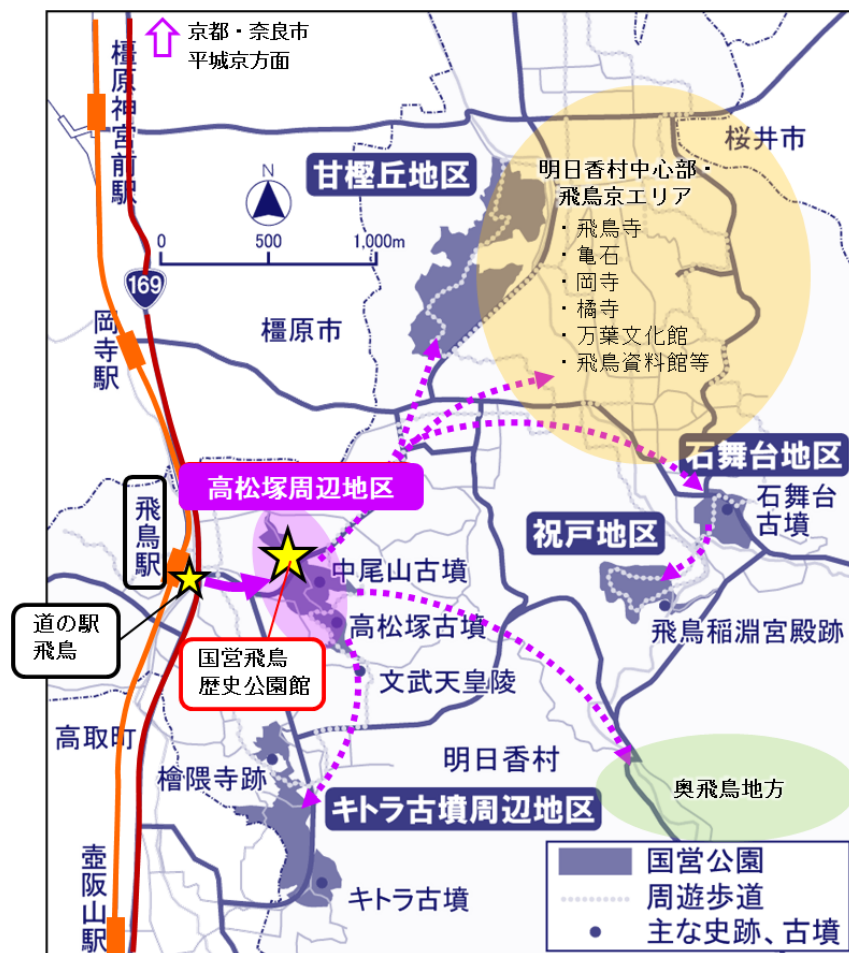 京都・奈良市
平城京方面
橿原神宮前駅
桜井市
甘樫丘地区
明日香村中心部・
飛鳥京エリア
・飛鳥寺
・亀石
・岡寺
・橘寺
・万葉文化館
・飛鳥資料館等
N
0
500
1,000m
169
橿原市
岡寺駅
高松塚周辺地区
石舞台地区
石舞台
古墳
飛鳥駅
祝戸地区
中尾山古墳
道の駅
飛鳥
高松塚古墳
飛鳥稲淵宮殿跡
国営飛鳥
歴史公園館
文武天皇陵
高取町
檜隈寺跡
明日香村
奥飛鳥地方
キトラ古墳周辺地区
壺阪山駅
キトラ古墳
国営公園
周遊歩道
主な史跡、古墳